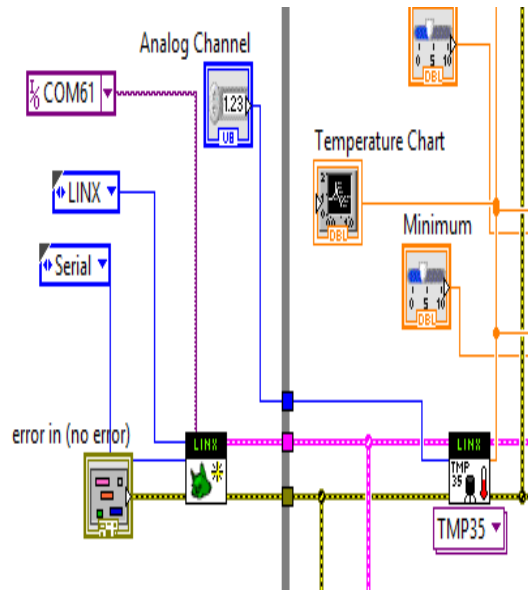 Analog Channel
COM61
1.23
U8
0 5 10
DBL
LINX
Temperature Chart
DBL
Serial
Minimum
0 5 10
DBL
error in (no error)
LINX
LINX
TMP
35
TMP35